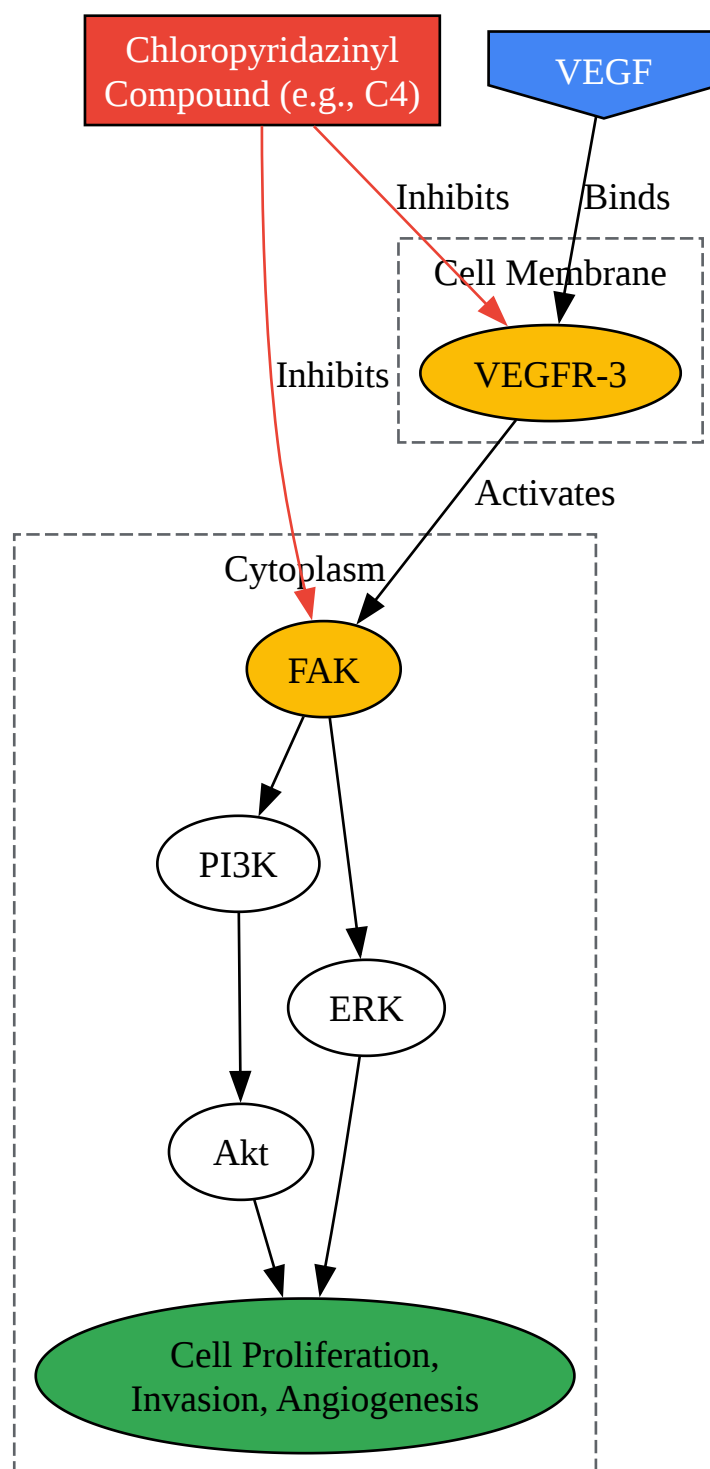 Chloropyridazinyl
Compound (e.g., C4)
VEGF
Inhibits
Binds
Cell Membrane
VEGFR-3
Inhibits
Activates
Cytoplasm
FAK
PI3K
ERK
Akt
Cell Proliferation,
Invasion, Angiogenesis